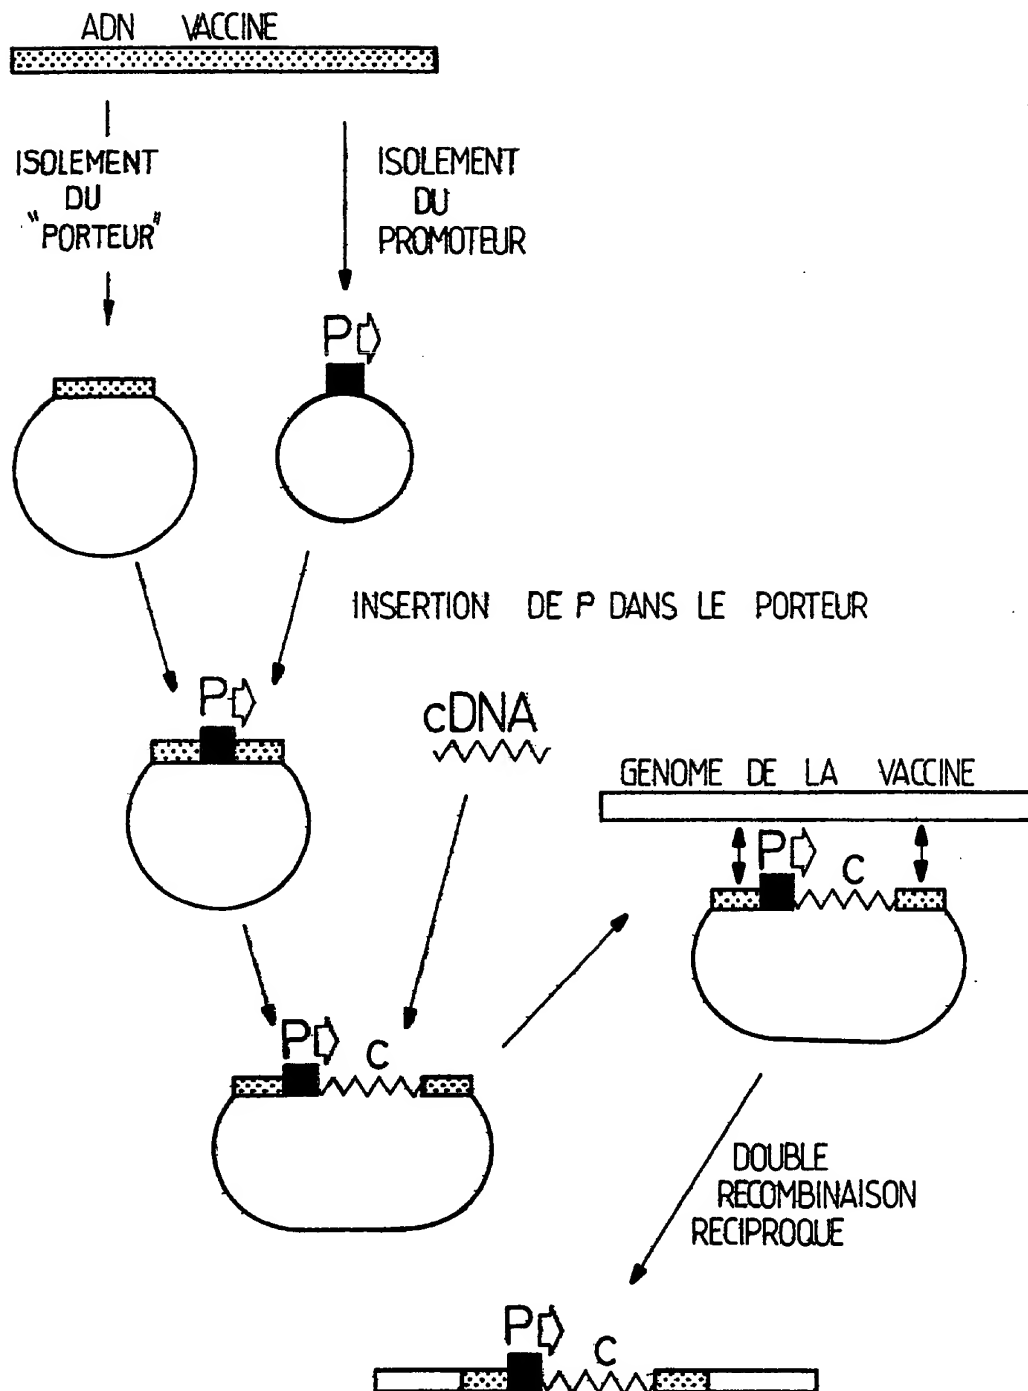 ADN VACCINE
ISOLEMENT
DU
"PORTEUR"
ISOLEMENT
DU
PROMOTEUR
P
INSERTION DE P DANS LE PORTEUR
P
cDNA
GENOME DE LA VACCINE
P
C
P
C
DOUBLE
RECOMBINAISON
RECIPROQUE
P
C